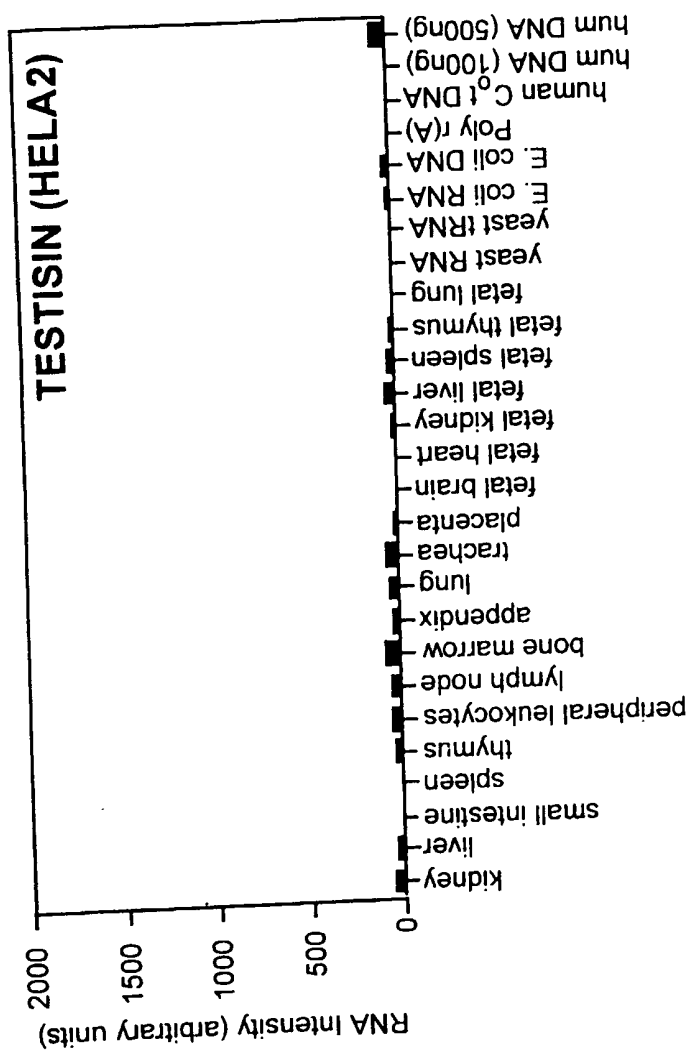 TESTISIN (HELA2)
RNA Intensity (arbitrary units)
2000
1500
1000
500
0
kidney
liver
small intestine
spleen
thymus
peripheral leukocytes
lymph node
bone marrow
appendix
lung
trachea
placenta
fetal brain
fetal heart
fetal kidney
fetal liver
fetal spleen
fetal thymus
fetal lung
yeast RNA
yeast tRNA
E. coli RNA
E. coli DNA
Poly r(A)
human Cot DNA
hum DNA (100ng)
hum DNA (500ng)